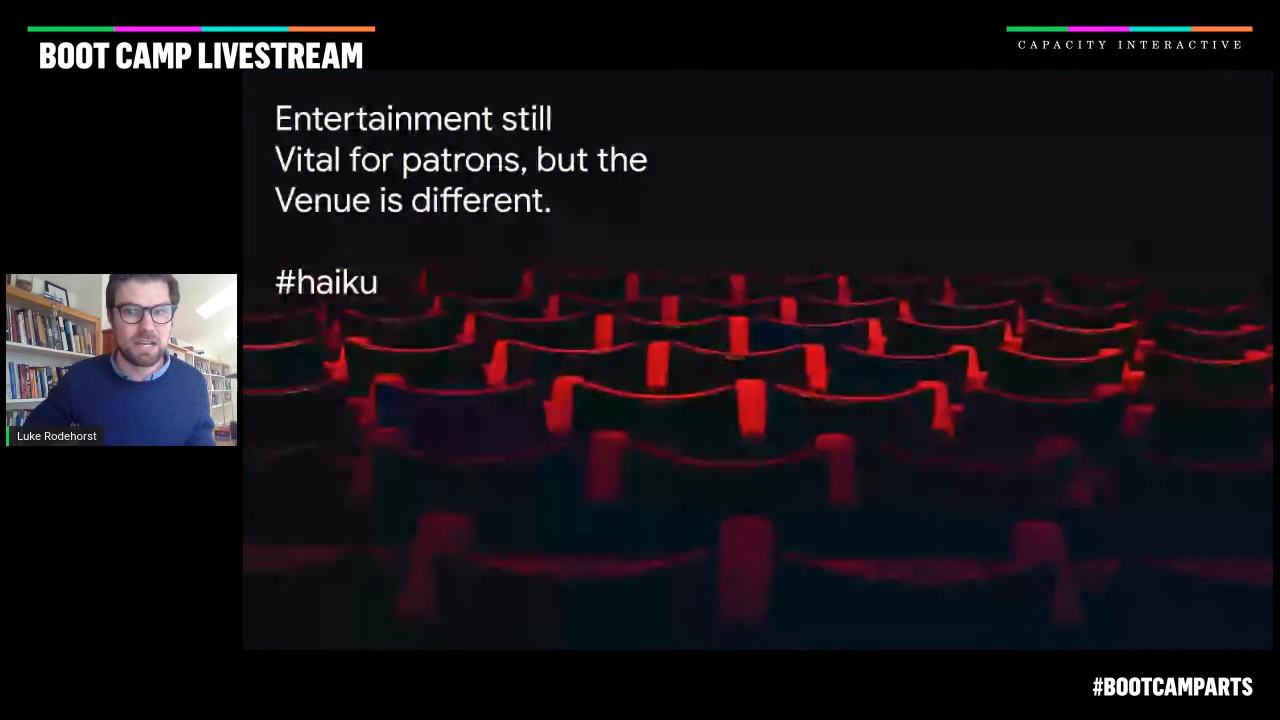 BOOT CAMP LIVESTREAM
CAPACITY INTERACTIVE
Entertainment still
Vital for patrons, but the
Venue is different.
#haiku
Luke Rodehorst
#BOOTCAMPARTS